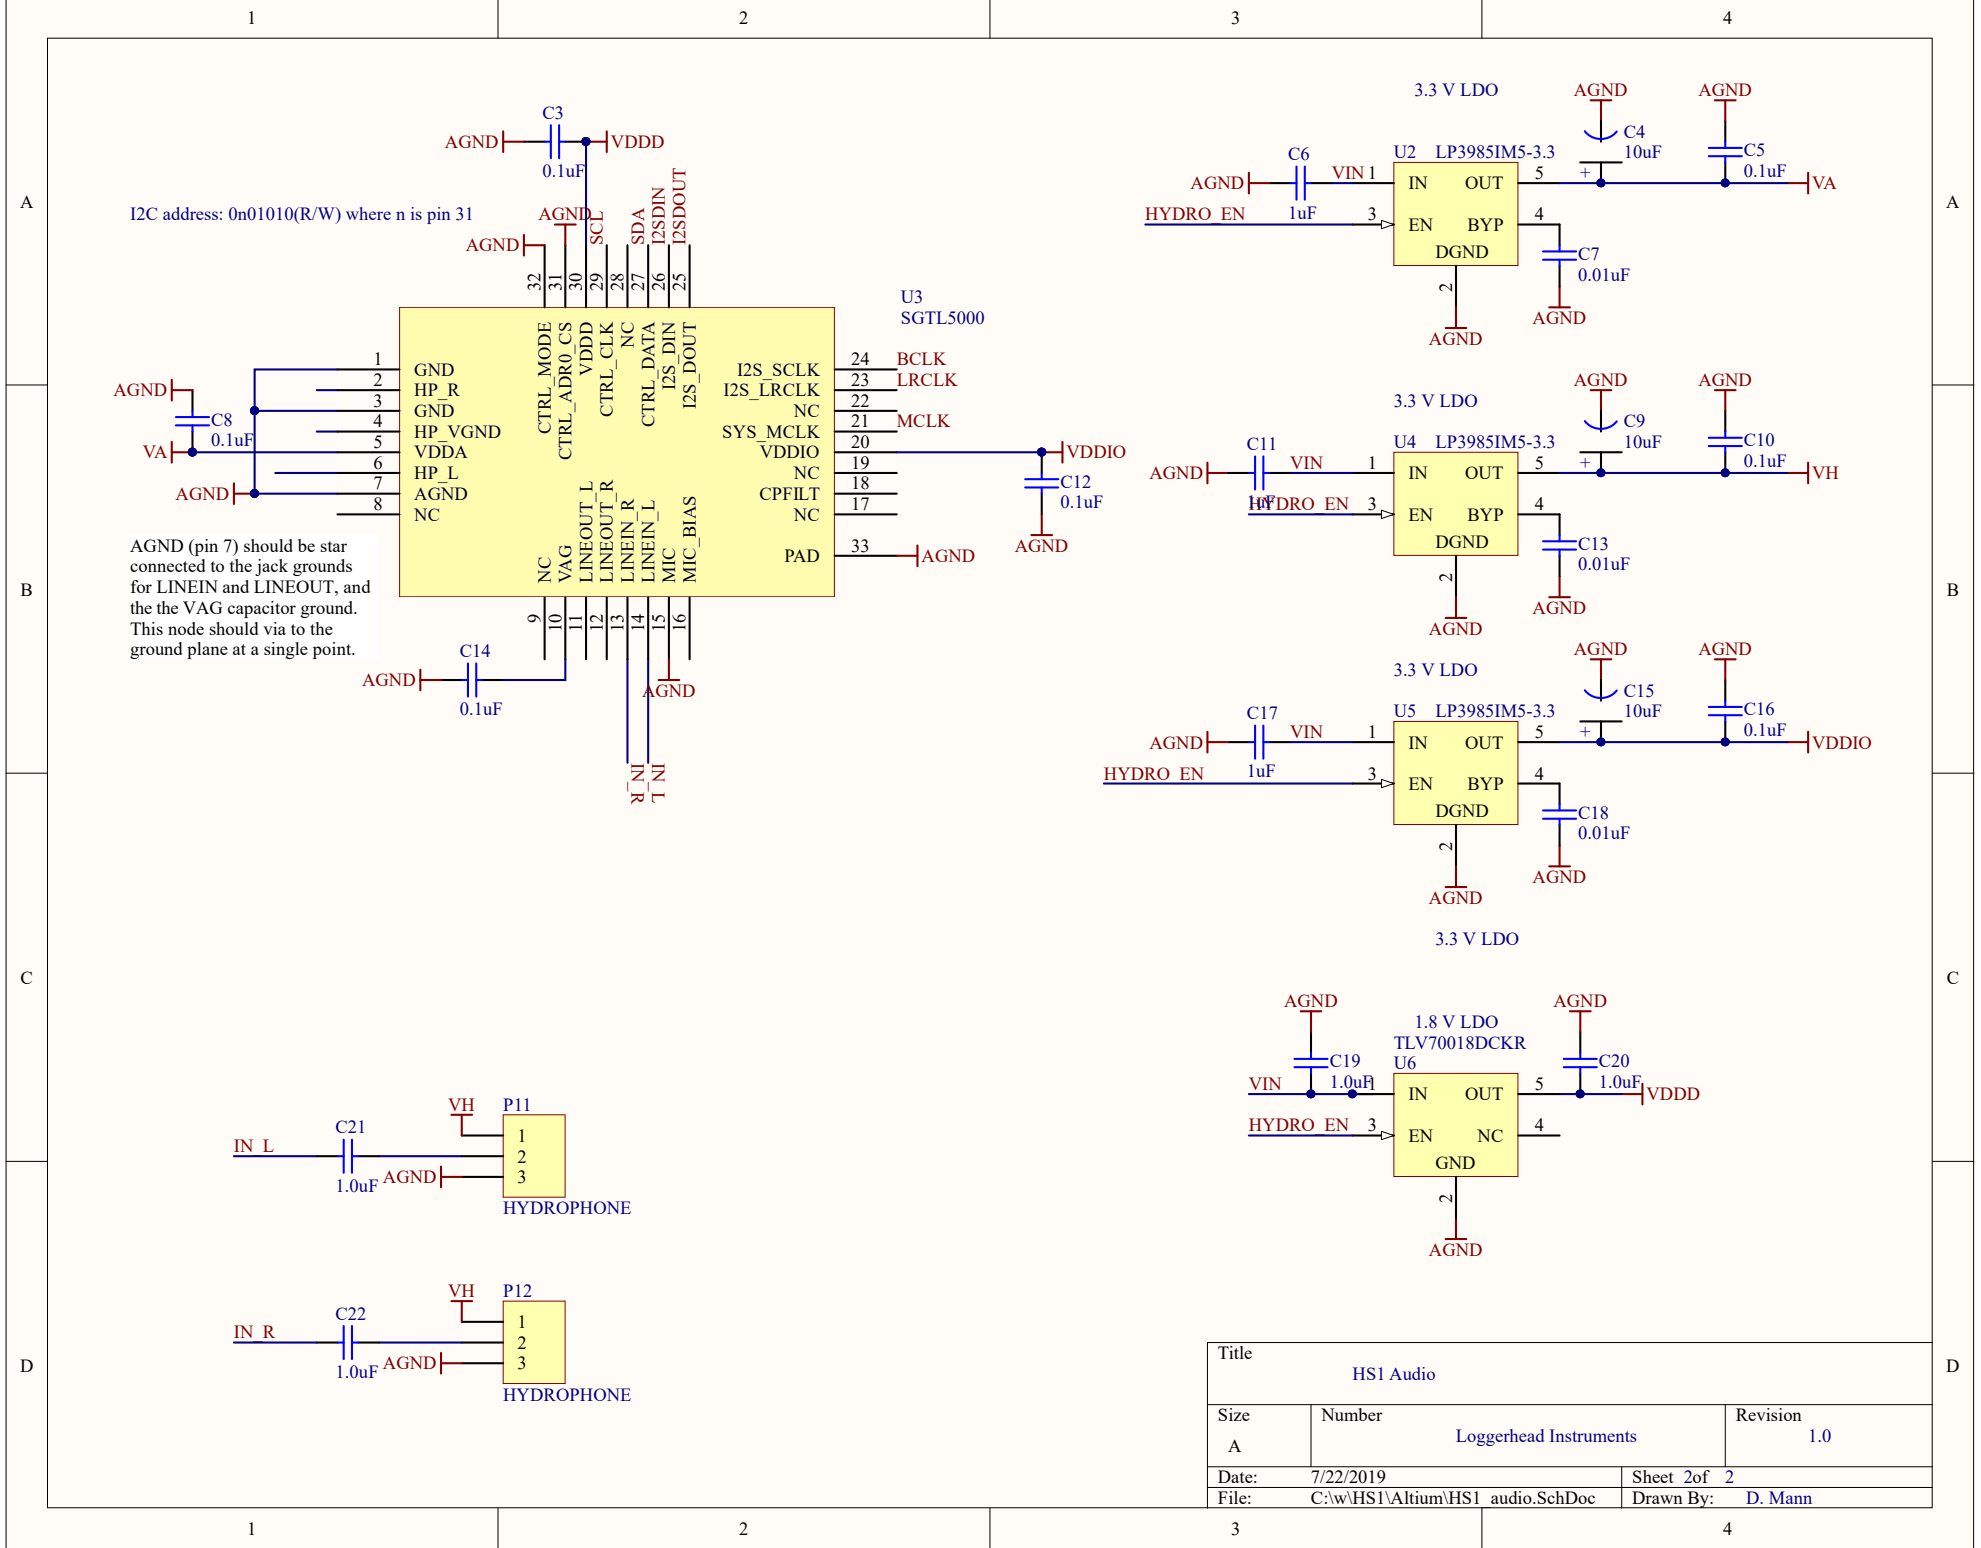 1
2
3
4
A
B
C
D
A
B
C
D
1
2
3
4
C3
AGND
VDDD
0.1uF
I2C address: 0n01010(R/W) where n is pin 31
AGND
AGND
SCL
SDA
I2SDIN
I2SDOUT
32
31
30
29
28
27
26
25
U3
SGTL5000
CTRL_MODE
CTRL_ADR0_CS
VDDD
CTRL_CLK
NC
CTRL_DATA
I2S_DIN
I2S_DOUT
1 GND
2 HP_R
3 GND
4 HP_VGND
5 VDDA
6 HP_L
7 AGND
8 NC
I2S_SCLK 24 BCLK
I2S_LRCLK 23 LRCLK
NC 22
SYS_MCLK 21 MCLK
VDDIO 20
NC 19
CPFILT 18
NC 17
PAD 33 AGND
AGND
C8
0.1uF
VA
AGND
VDDIO
C12
0.1uF
AGND
NC
VAG
LINEOUT_L
LINEOUT_R
LINEIN_R
LINEIN_L
MIC
MIC_BIAS
9
10
11
12
13
14
15
16
AGND (pin 7) should be star
connected to the jack grounds
for LINEIN and LINEOUT, and
the the VAG capacitor ground.
This node should via to the
ground plane at a single point.
C14
AGND
0.1uF
AGND
IN_R
IN_L
3.3 V LDO
AGND
AGND
C4
10uF
C5
0.1uF
U2 LP3985IM5-3.3
C6
AGND
VIN 1
1uF
IN OUT 5
+
VA
HYDRO_EN 3
EN BYP 4
DGND
C7
0.01uF
2
AGND
AGND
AGND
AGND
3.3 V LDO
C9
10uF
C10
0.1uF
U4 LP3985IM5-3.3
C11
AGND
VIN 1
1uF
IN OUT 5
+
VH
HYDRO_EN 3
EN BYP 4
DGND
C13
0.01uF
2
AGND
AGND
AGND
AGND
3.3 V LDO
C15
10uF
C16
0.1uF
U5 LP3985IM5-3.3
C17
AGND
VIN 1
1uF
IN OUT 5
+
VDDIO
HYDRO_EN 3
EN BYP 4
DGND
C18
0.01uF
2
AGND
AGND
3.3 V LDO
AGND
AGND
1.8 V LDO
TLV70018DCKR
U6
C19
1.0uF
C20
1.0uF
VIN 1
IN OUT 5
VDDD
HYDRO_EN 3
EN NC 4
GND
2
AGND
VH
P11
C21
IN_L
1.0uF
AGND
1
2
3
HYDROPHONE
VH
P12
C22
IN_R
1.0uF
AGND
1
2
3
HYDROPHONE
Title
HS1 Audio
Size
A
Number
Loggerhead Instruments
Revision
1.0
Date: 7/22/2019
Sheet 2 of 2
File: C:\w\HS1\Altium\HS1_audio.SchDoc
Drawn By: D. Mann